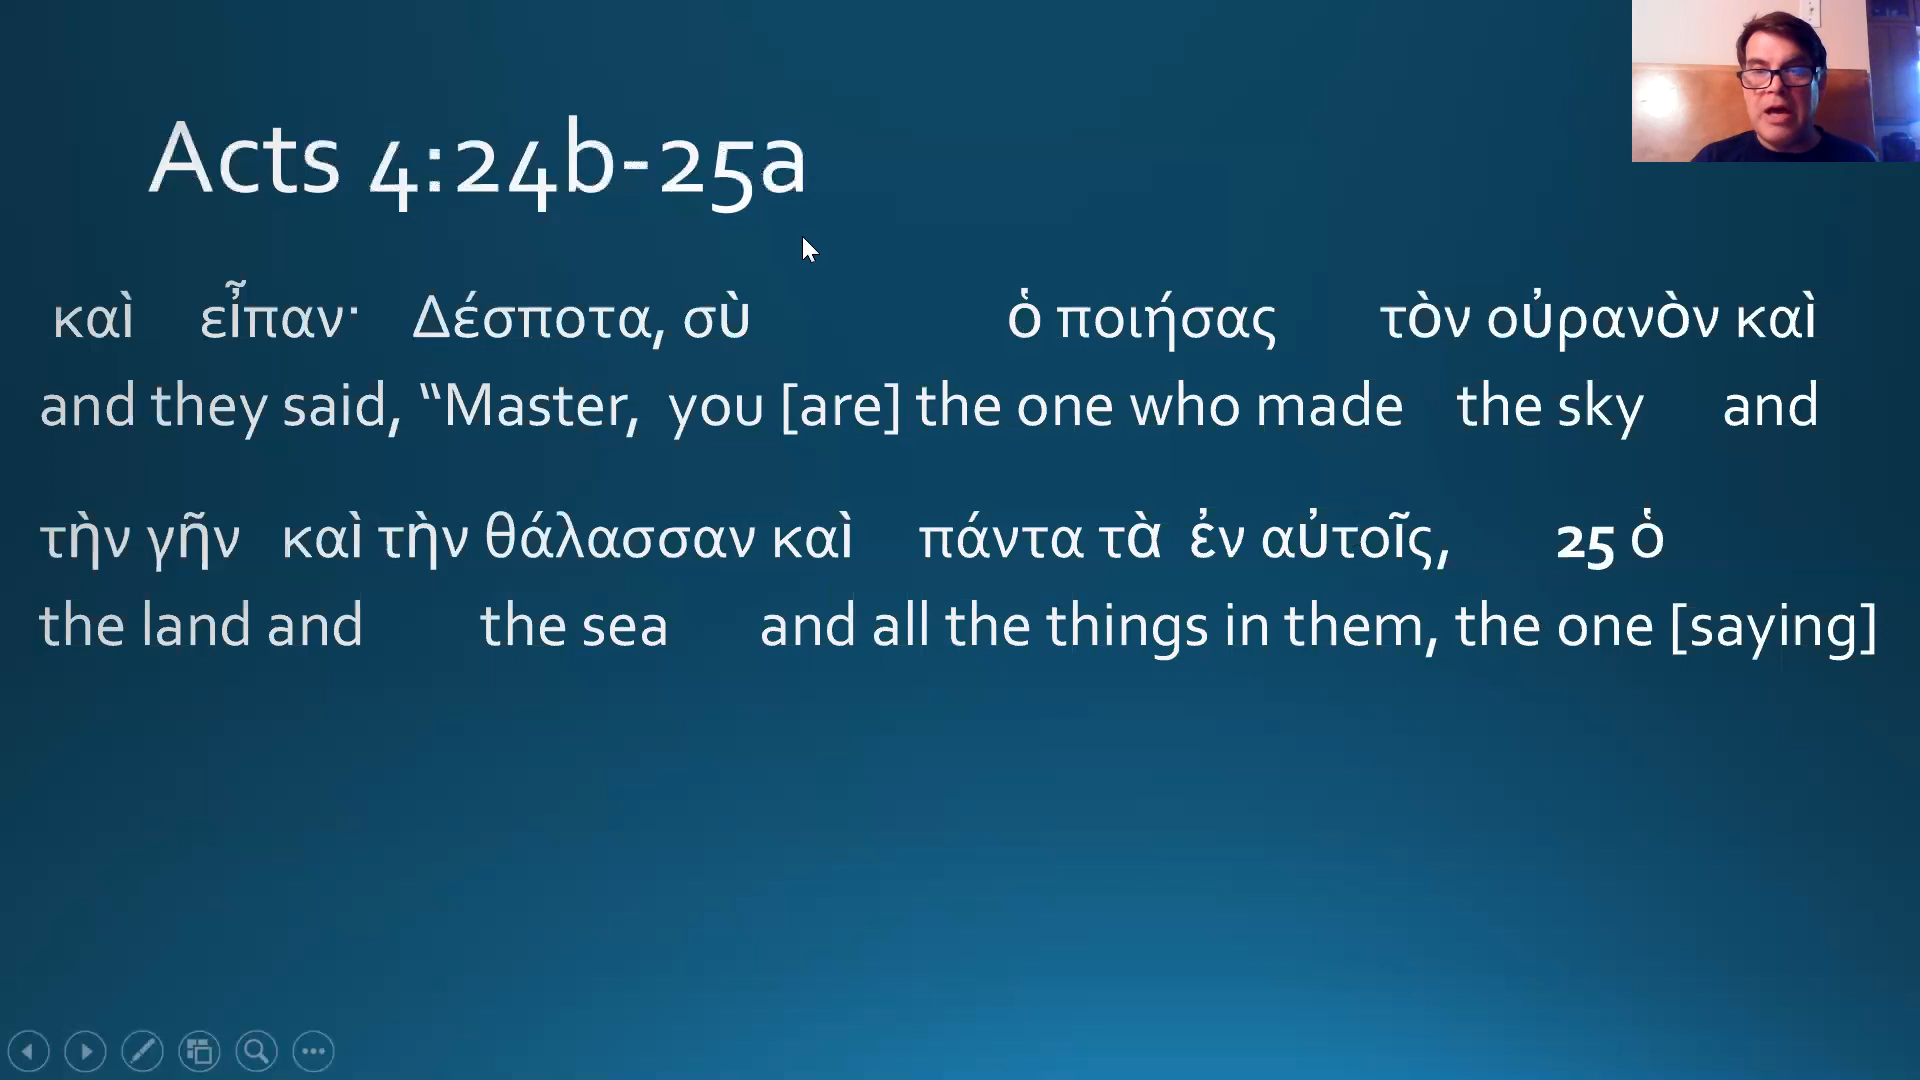 Acts 4:24b-25a
καὶ εἶπαν· Δέσποτα, σὺ ὁ ποιήσας τὸν οὐρανὸν καὶ
and they said, “Master, you [are] the one who made the sky and
τὴν γῆν καὶ τὴν θάλασσαν καὶ πάντα τὰ ἐν αὐτοῖς, 25 ὁ
the land and the sea and all the things in them, the one [saying]